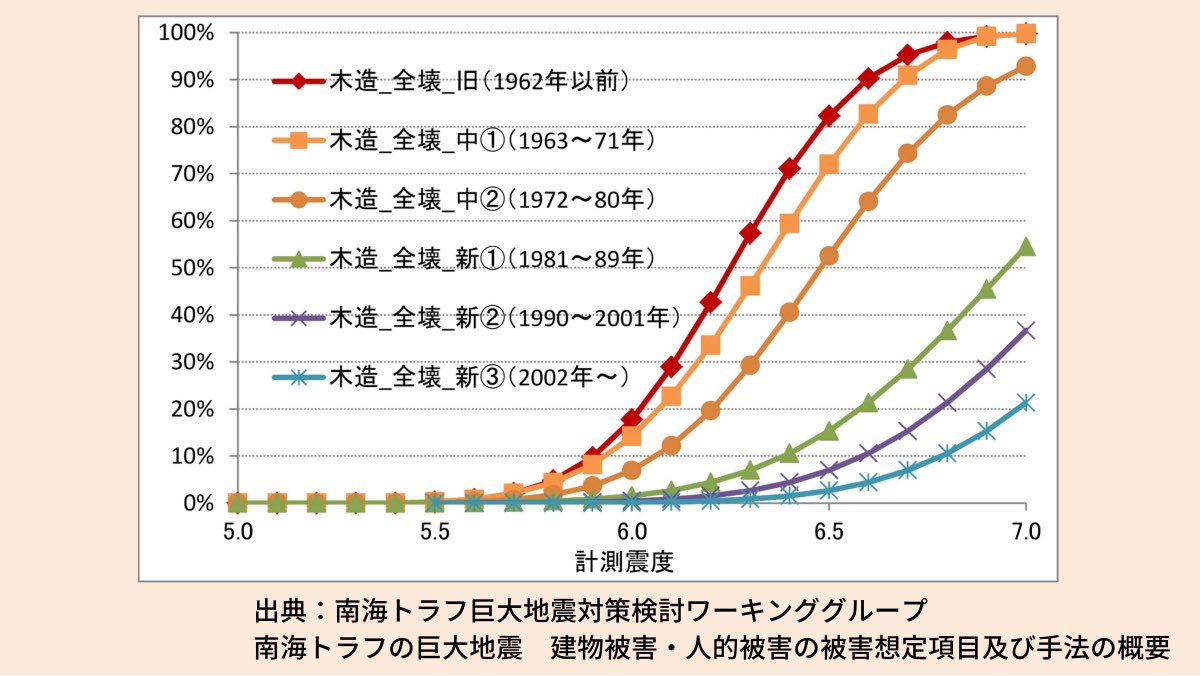 100%
90%
80%
70%
60%
50%
40%
30%
20%
10%
0%
木造_全壊_旧（1962年以前）
木造_全壊_中①（1963～71年）
木造_全壊_中②（1972～80年）
木造_全壊_新①（1981～89年）
木造_全壊_新②（1990～2001年）
木造_全壊_新③（2002年～）
5.0 5.5 6.0 6.5 7.0
計測震度
出典：南海トラフ巨大地震対策検討ワーキンググループ
南海トラフの巨大地震　建物被害・人的被害の被害想定項目及び手法の概要